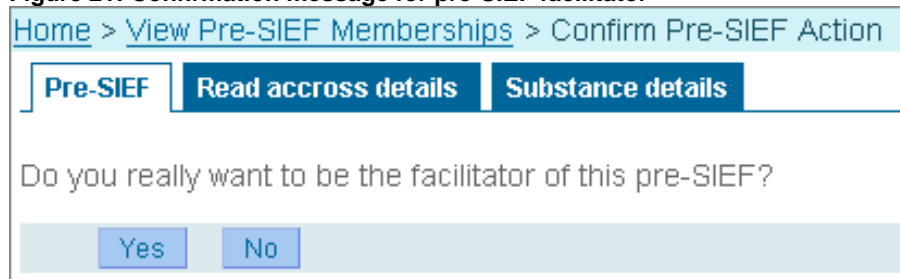 Home > View Pre-SIEF Memberships > Confirm Pre-SIEF Action
Pre-SIEF Read accross details Substance details
Do you really want to be the facilitator of this pre-SIEF?
Yes No